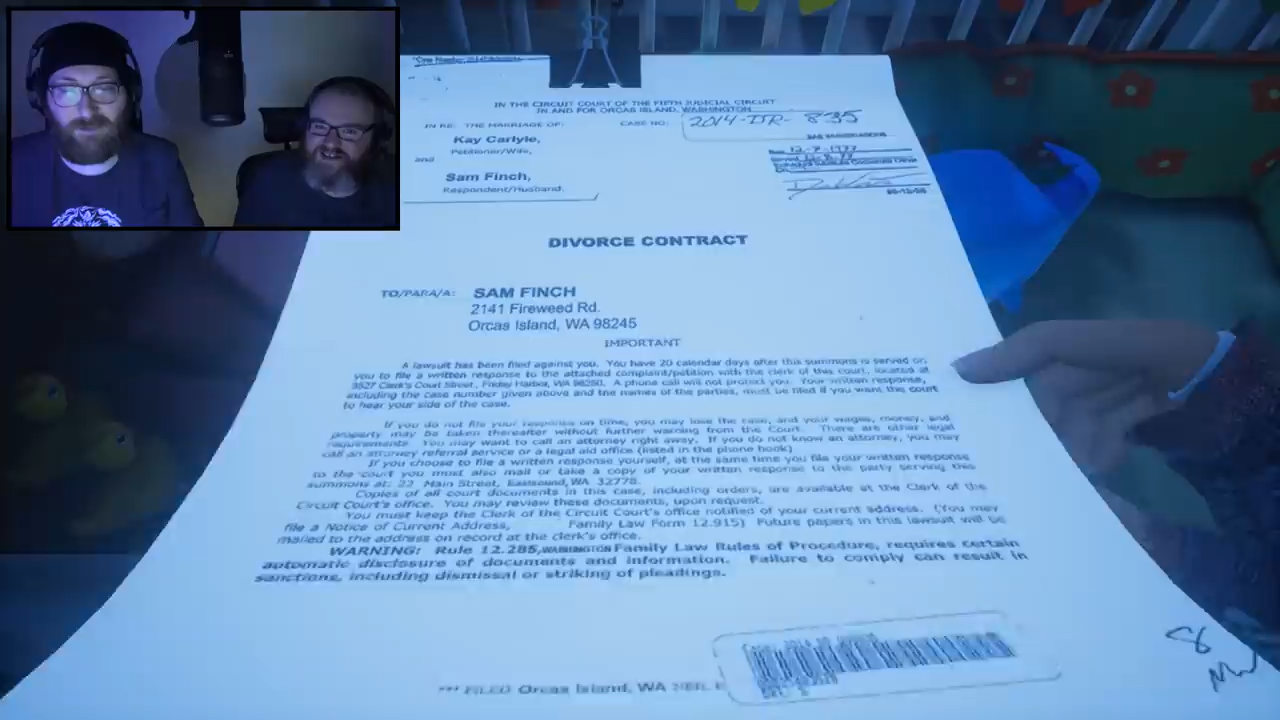 IN THE CIRCUIT COURT OF THE FIFTH JUDICIAL CIRCUIT
IN AND FOR ORCAS ISLAND, WASHINGTON
IN RE: THE MARRIAGE OF: CASE NO: 2014-DR- 835
Kay Carlyle,
Petitioner/Wife,
and
Sam Finch,
Respondent/Husband.
12-7-1977
DIVORCE CONTRACT
TO/PARA/A: SAM FINCH
2141 Fireweed Rd.
Orcas Island, WA 98245
IMPORTANT
A lawsuit has been filed against you. You have 20 calendar days after this summons is served on
you to file a written response to the attached complaint/petition with the clerk of this court, located at
9527 Clark's Court Street, Friday Harbor, WA 98250. A phone call will not protect you. Your written response,
including the case number given above and the names of the parties, must be filed if you want the court
to hear your side of the case.
If you do not file your response on time, you may lose the case, and your wages, money, and
property may be taken thereafter without further warning from the Court. There are other legal
requirements. You may want to call an attorney right away. If you do not know an attorney, you may
call an attorney referral service or a legal aid office (listed in the phone book)
If you choose to file a written response yourself, at the same time you file your written response
to the court you must also mail or take a copy of your written response to the party serving this
summons at: 22 Main Street, Eastsound, WA 32778.
Copies of all court documents in this case, including orders, are available at the Clerk of the
Circuit Court's office. You may review these documents, upon request.
You must keep the Clerk of the Circuit Court's office notified of your current address. (You may
file a Notice of Current Address, Family Law Form 12.915) Future papers in this lawsuit will be
mailed to the address on record at the clerk's office.
WARNING: Rule 12.285, WASHINGTON Family Law Rules of Procedure, requires certain
automatic disclosure of documents and information. Failure to comply can result in
sanctions, including dismissal or striking of pleadings.
*** FILED Orcas Island, WA
8